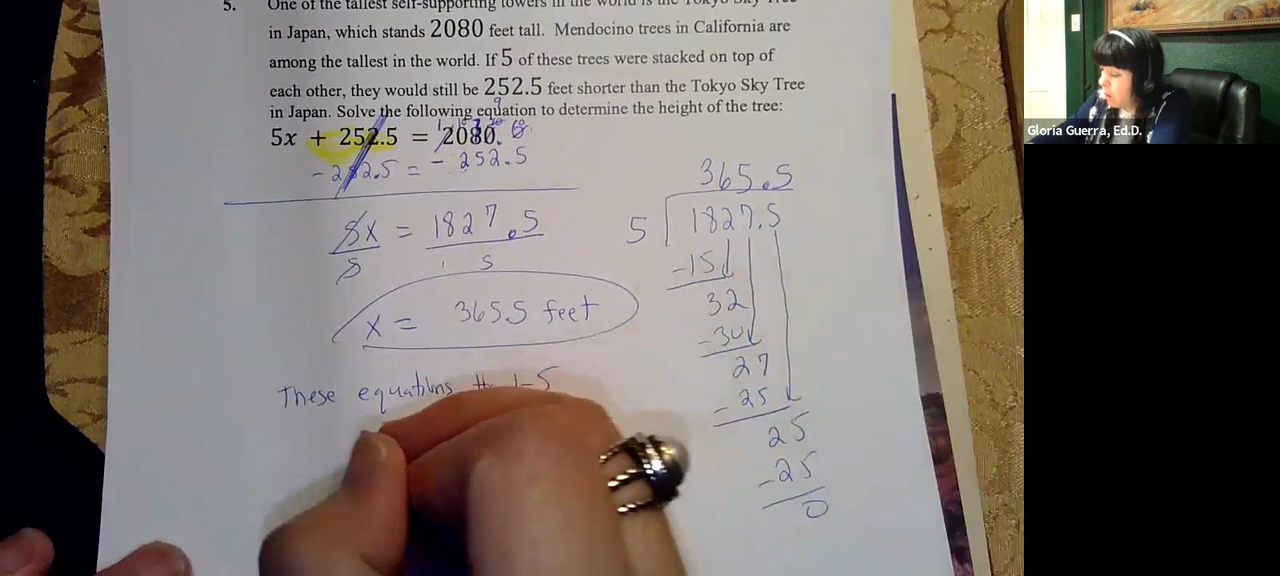 5. One of the tallest self-supporting towers in the world is the Tokyo Sky Tree
in Japan, which stands 2080 feet tall. Mendocino trees in California are
among the tallest in the world. If 5 of these trees were stacked on top of
each other, they would still be 252.5 feet shorter than the Tokyo Sky Tree
in Japan. Solve the following equation to determine the height of the tree:
5x + 252.5 = 2080.
-252.5 = - 252.5
5x = 1827.5
5 5
x = 365.5 feet
These equations # 1-5
365.5
5 1827.5
-15
32
-30
27
- 25
25
-25
0
Gloria Guerra, Ed.D.